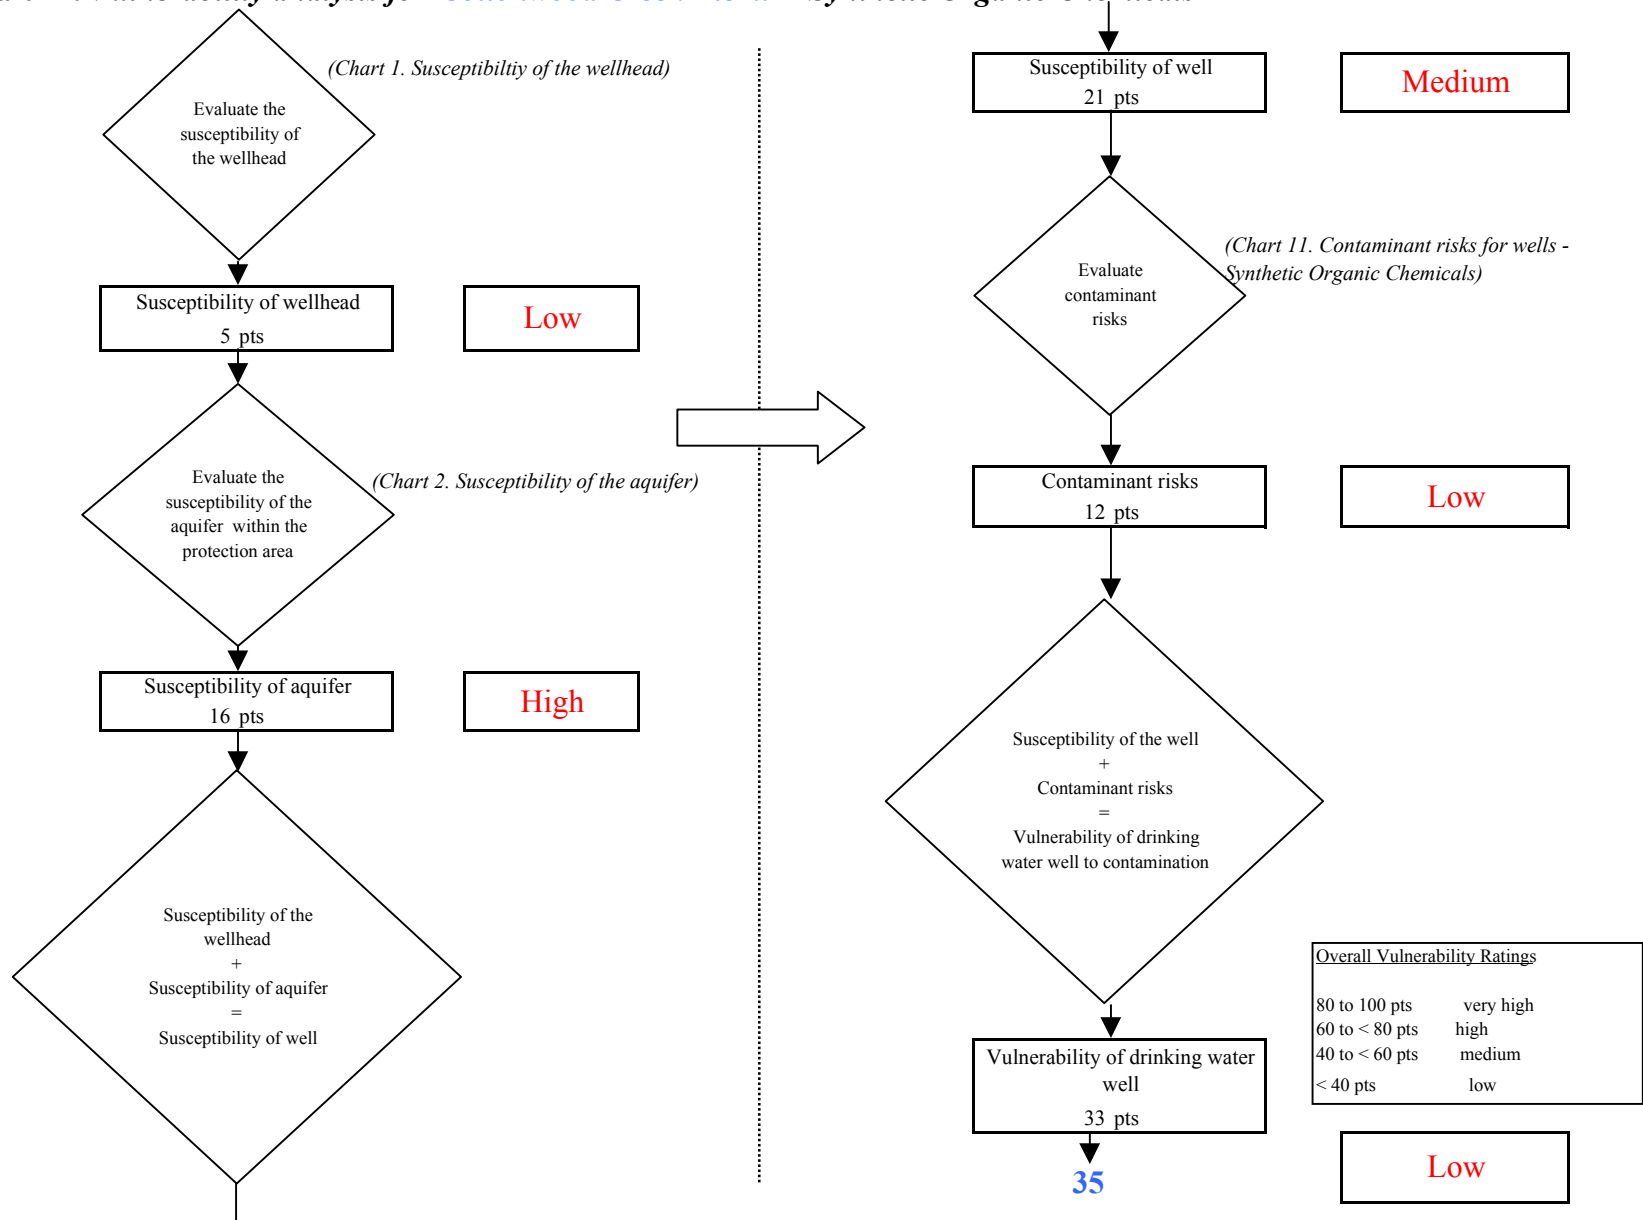 (Chart 1. Susceptibiltiy of the wellhead)
Evaluate the
susceptibility of
the wellhead
Susceptibility of wellhead
5 pts
Low
(Chart 2. Susceptibility of the aquifer)
Evaluate the
susceptibility of the
aquifer within the
protection area
Susceptibility of aquifer
16 pts
High
Susceptibility of the
wellhead
+
Susceptibility of aquifer
=
Susceptibility of well
Susceptibility of well
21 pts
Medium
(Chart 11. Contaminant risks for wells -
Synthetic Organic Chemicals)
Evaluate
contaminant
risks
Contaminant risks
12 pts
Low
Susceptibility of the well
+
Contaminant risks
=
Vulnerability of drinking
water well to contamination
Overall Vulnerability Ratings
80 to 100 pts very high
60 to < 80 pts high
40 to < 60 pts medium
< 40 pts low
Vulnerability of drinking water
well
33 pts
35
Low